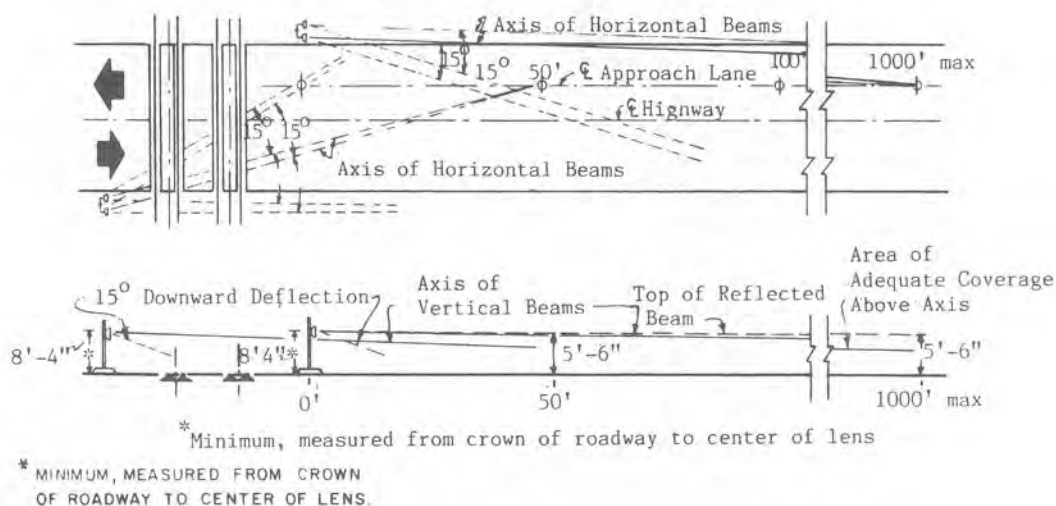 Axis of Horizontal Beams
15°
15°
50'
℄ Approach Lane
100'
1000' max
℄ Hignway
15°
15°
Axis of Horizontal Beams
15° Downward Deflection
Axis of
Vertical Beams
Top of Reflected
Beam
Area of
Adequate Coverage
Above Axis
8'-4"
*
8'4"*
5'-6"
5'-6"
0'
50'
1000' max
*Minimum, measured from crown of roadway to center of lens
* MINIMUM, MEASURED FROM CROWN
OF ROADWAY TO CENTER OF LENS.